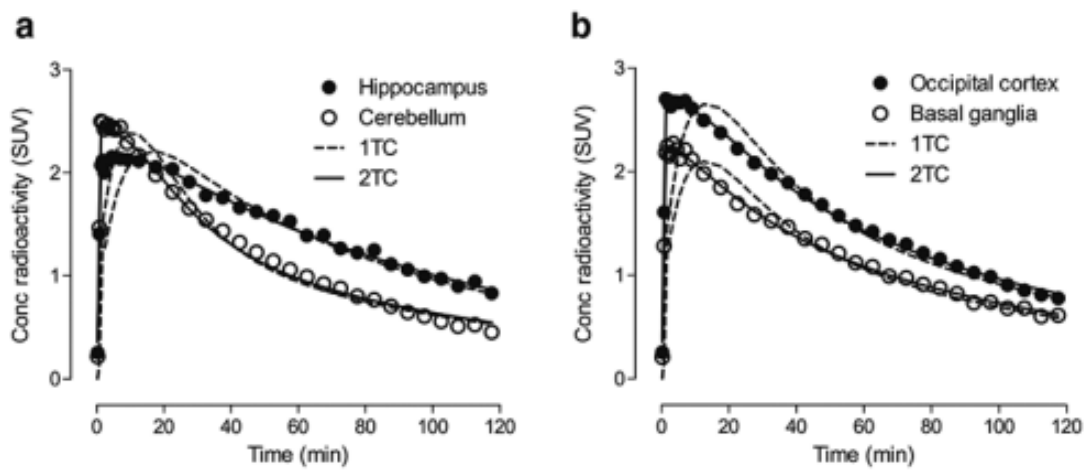 a
3
2
1
0
Conc radioactivity (SUV)
Hippocampus
Cerebellum
1TC
2TC
0 20 40 60 80 100 120
Time (min)
b
3
2
1
0
Conc radioactivity (SUV)
Occipital cortex
Basal ganglia
1TC
2TC
0 20 40 60 80 100 120
Time (min)